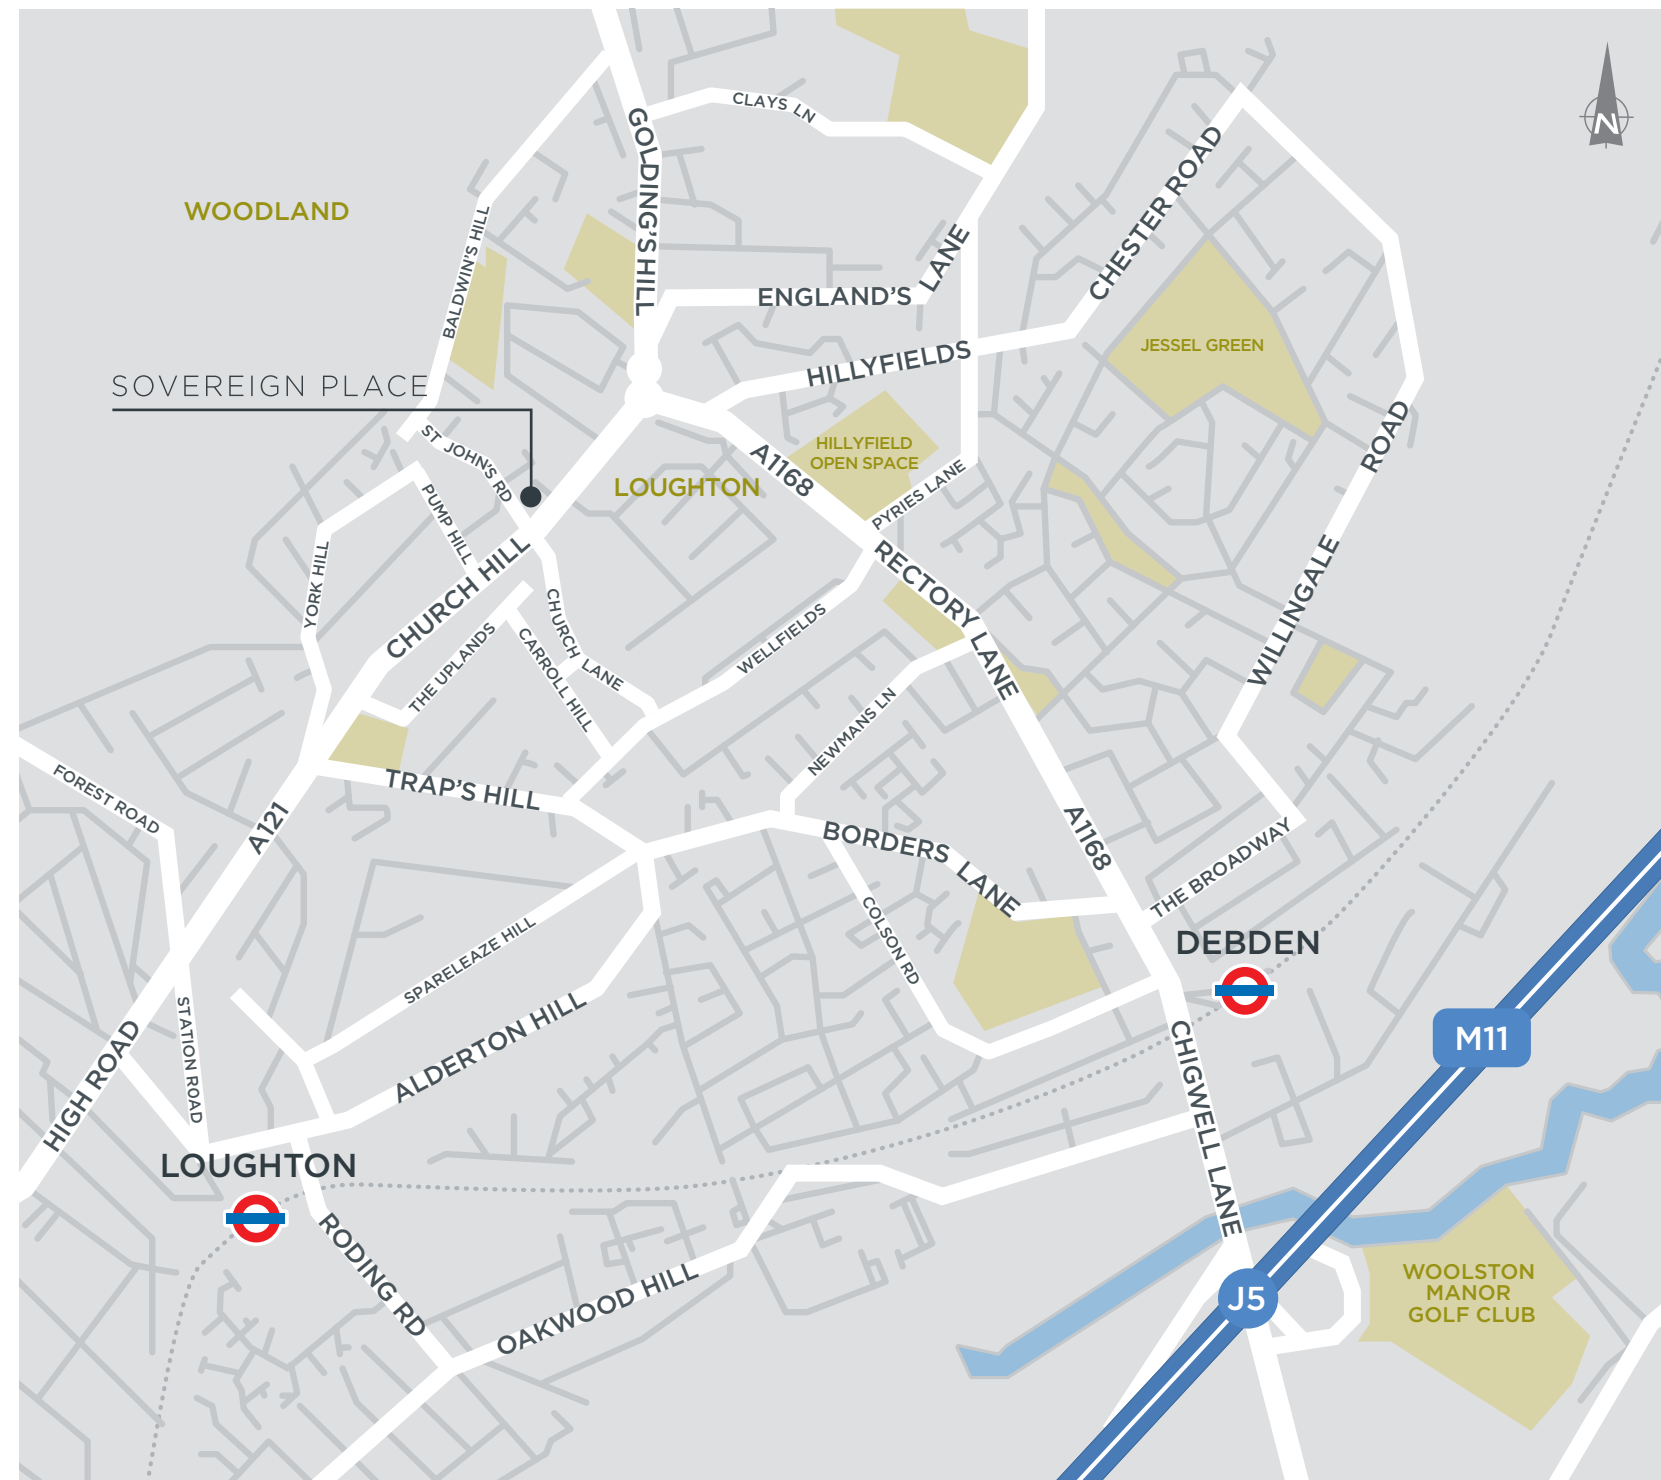 CLAYS LN
GOLDING'S HILL
N
CHESTER ROAD
WOODLAND
BALDWIN'S HILL
ENGLAND'S LANE
JESSEL GREEN
HILLYFIELDS
SOVEREIGN PLACE
ST. JOHN'S RD
HILLYFIELD
OPEN SPACE
A1168
LOUGHTON
PYRIES LANE
ROAD
WILLINGALE
PUMP HILL
YORK HILL
CHURCH HILL
RECTORY LANE
CHURCH LANE
THE UPLANDS
CARROLL HILL
WELLFIELDS
NEWMANS LN
FOREST ROAD
TRAP'S HILL
A121
BORDERS LANE
A1168
THE BROADWAY
COLSON RD
SPARELEAZE HILL
DEBDEN
STATION ROAD
ALDERTON HILL
M11
HIGH ROAD
CHIGWELL LANE
LOUGHTON
RODING RD
OAKWOOD HILL
J5
WOOLSTON
MANOR
GOLF CLUB